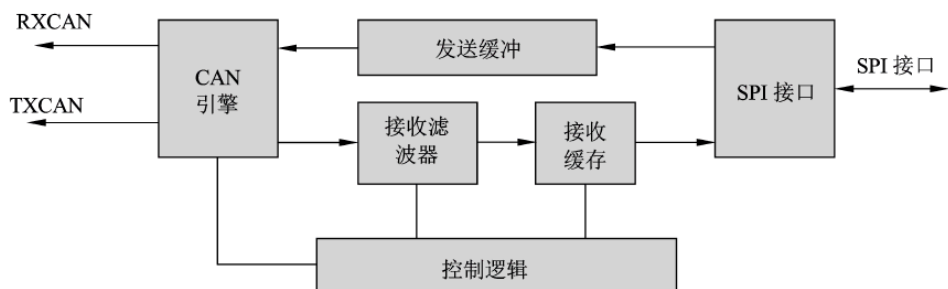 RXCAN
TXCAN
CAN
引擎
发送缓冲
接收滤
波器
接收
缓存
SPI 接口
SPI 接口
控制逻辑